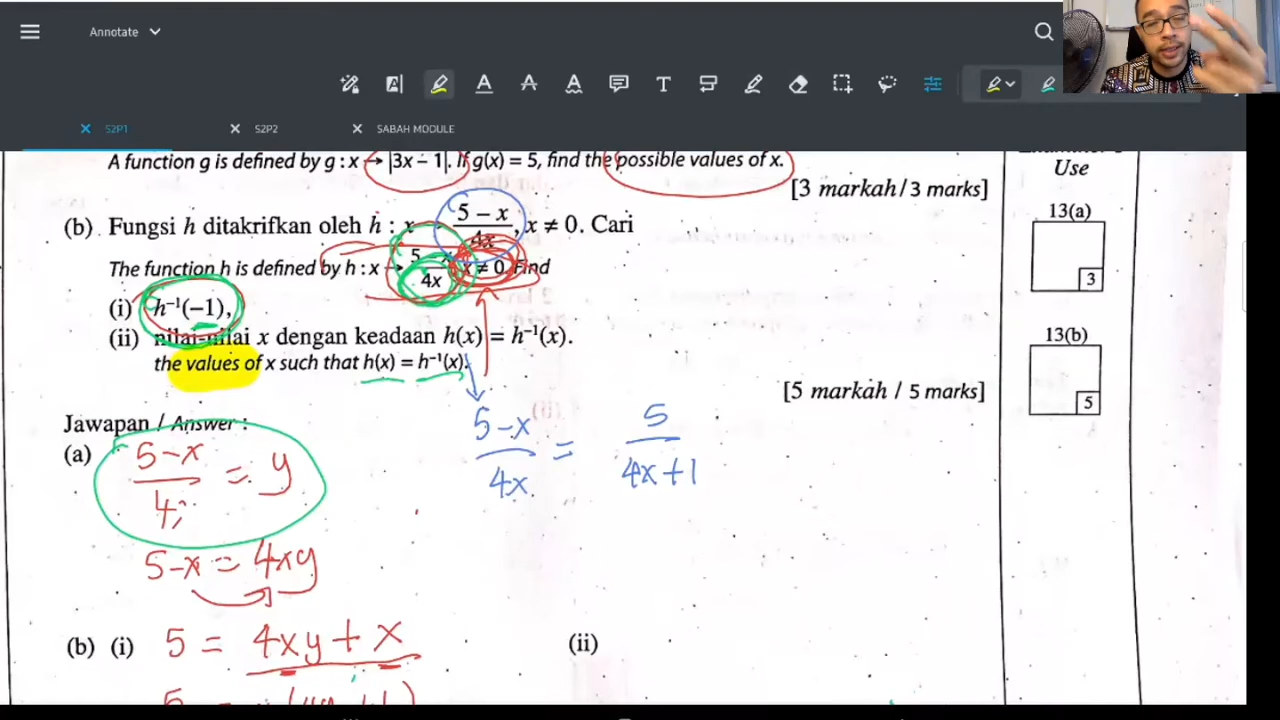 Annotate
S2P1 S2P2 SABAH MODULE
A function g is defined by g : x → |3x − 1|. If g(x) = 5, find the possible values of x.
[3 markah / 3 marks]
Use
13(a)
3
(b) Fungsi h ditakrifkan oleh h : x 5 − x / 4x, x ≠ 0. Cari
The function h is defined by h : x → 5 − x / 4x, x ≠ 0. Find
(i) h⁻¹(−1),
(ii) nilai-nilai x dengan keadaan h(x) = h⁻¹(x).
the values of x such that h(x) = h⁻¹(x).
[5 markah / 5 marks]
13(b)
5
Jawapan / Answer :
(a)
5-x / 4x = y
5-x / 4x = 5 / 4x+1
5-x = 4xy
(b) (i) 5 = 4xy + x
(ii)